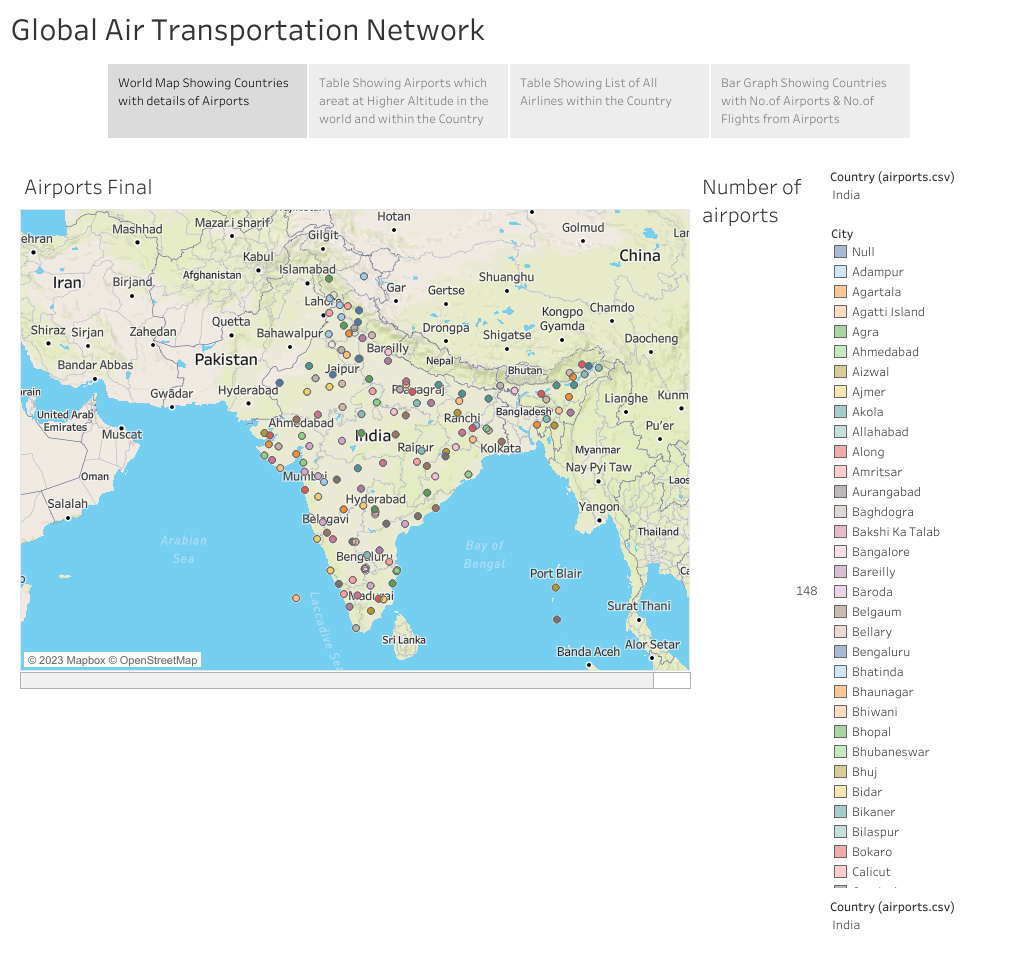 Global Air Transportation Network
World Map Showing Countries
with details of Airports
Table Showing Airports which
areat at Higher Altitude in the
world and within the Country
Table Showing List of All
Airlines within the Country
Bar Graph Showing Countries
with No.of Airports & No.of
Flights from Airports
Airports Final
Number of
airports
148
Hotan
Mazar i sharif
Mashhad
Golmud
Gilgit
ehran
Kabul
China
Islamabad
Afghanistan
Shuanghu
Iran
Birjand
Gar
Gertse
Lahore
Chamdo
Kongpo
Gyamda
Quetta
Drongpa
Shiraz
Sirjan
Zahedan
Bahawalpur
Shigatse
Daocheng
Bareilly
Pakistan
Nepal
Bandar Abbas
Jaipur
Bhutan
Hyderabad
Prayagraj
Gwadar
Lianghe
Kunm
United Arab
Emirates
Bangladesh
Ranchi
Ahmedabad
Pu'er
Muscat
India
Raipur
Kolkata
Myanmar
Oman
Mumbai
Nay Pyi Taw
Laos
Salalah
Hyderabad
Yangon
Belagavi
Thailand
Arabian
Sea
Bay of
Bengal
Bengaluru
Port Blair
Madurai
Surat Thani
Laccadive Sea
Sri Lanka
Alor Setar
Banda Aceh
© 2023 Mapbox © OpenStreetMap
Country (airports.csv)
India
City
Null
Adampur
Agartala
Agatti Island
Agra
Ahmedabad
Aizwal
Ajmer
Akola
Allahabad
Along
Amritsar
Aurangabad
Baghdogra
Bakshi Ka Talab
Bangalore
Bareilly
Baroda
Belgaum
Bellary
Bengaluru
Bhatinda
Bhaunagar
Bhiwani
Bhopal
Bhubaneswar
Bhuj
Bidar
Bikaner
Bilaspur
Bokaro
Calicut
Country (airports.csv)
India